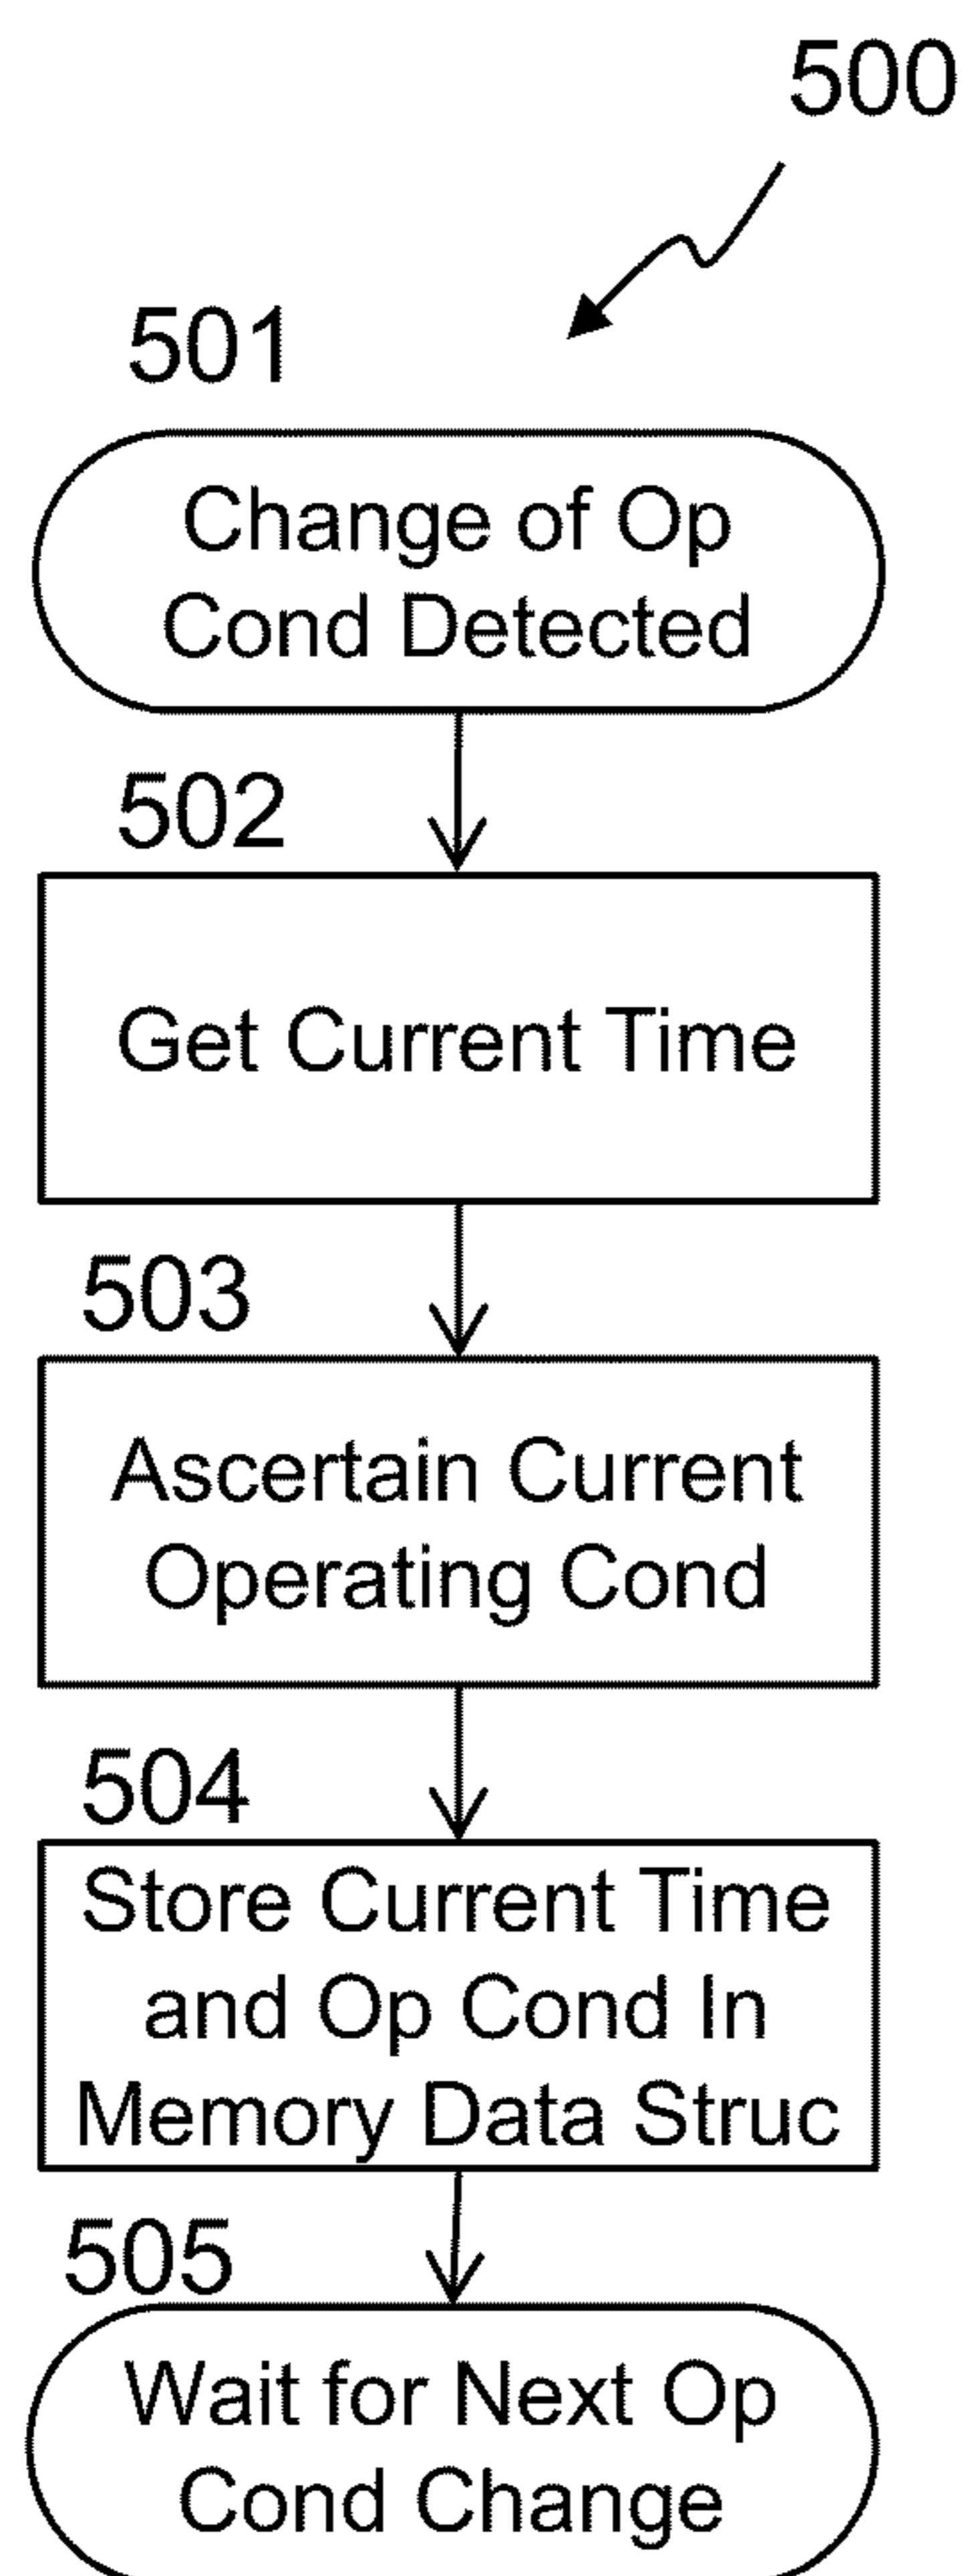 500
501
Change of Op
Cond Detected
502
Get Current Time
503
Ascertain Current
Operating Cond
504
Store Current Time
and Op Cond In
Memory Data Struc
505
Wait for Next Op
Cond Change